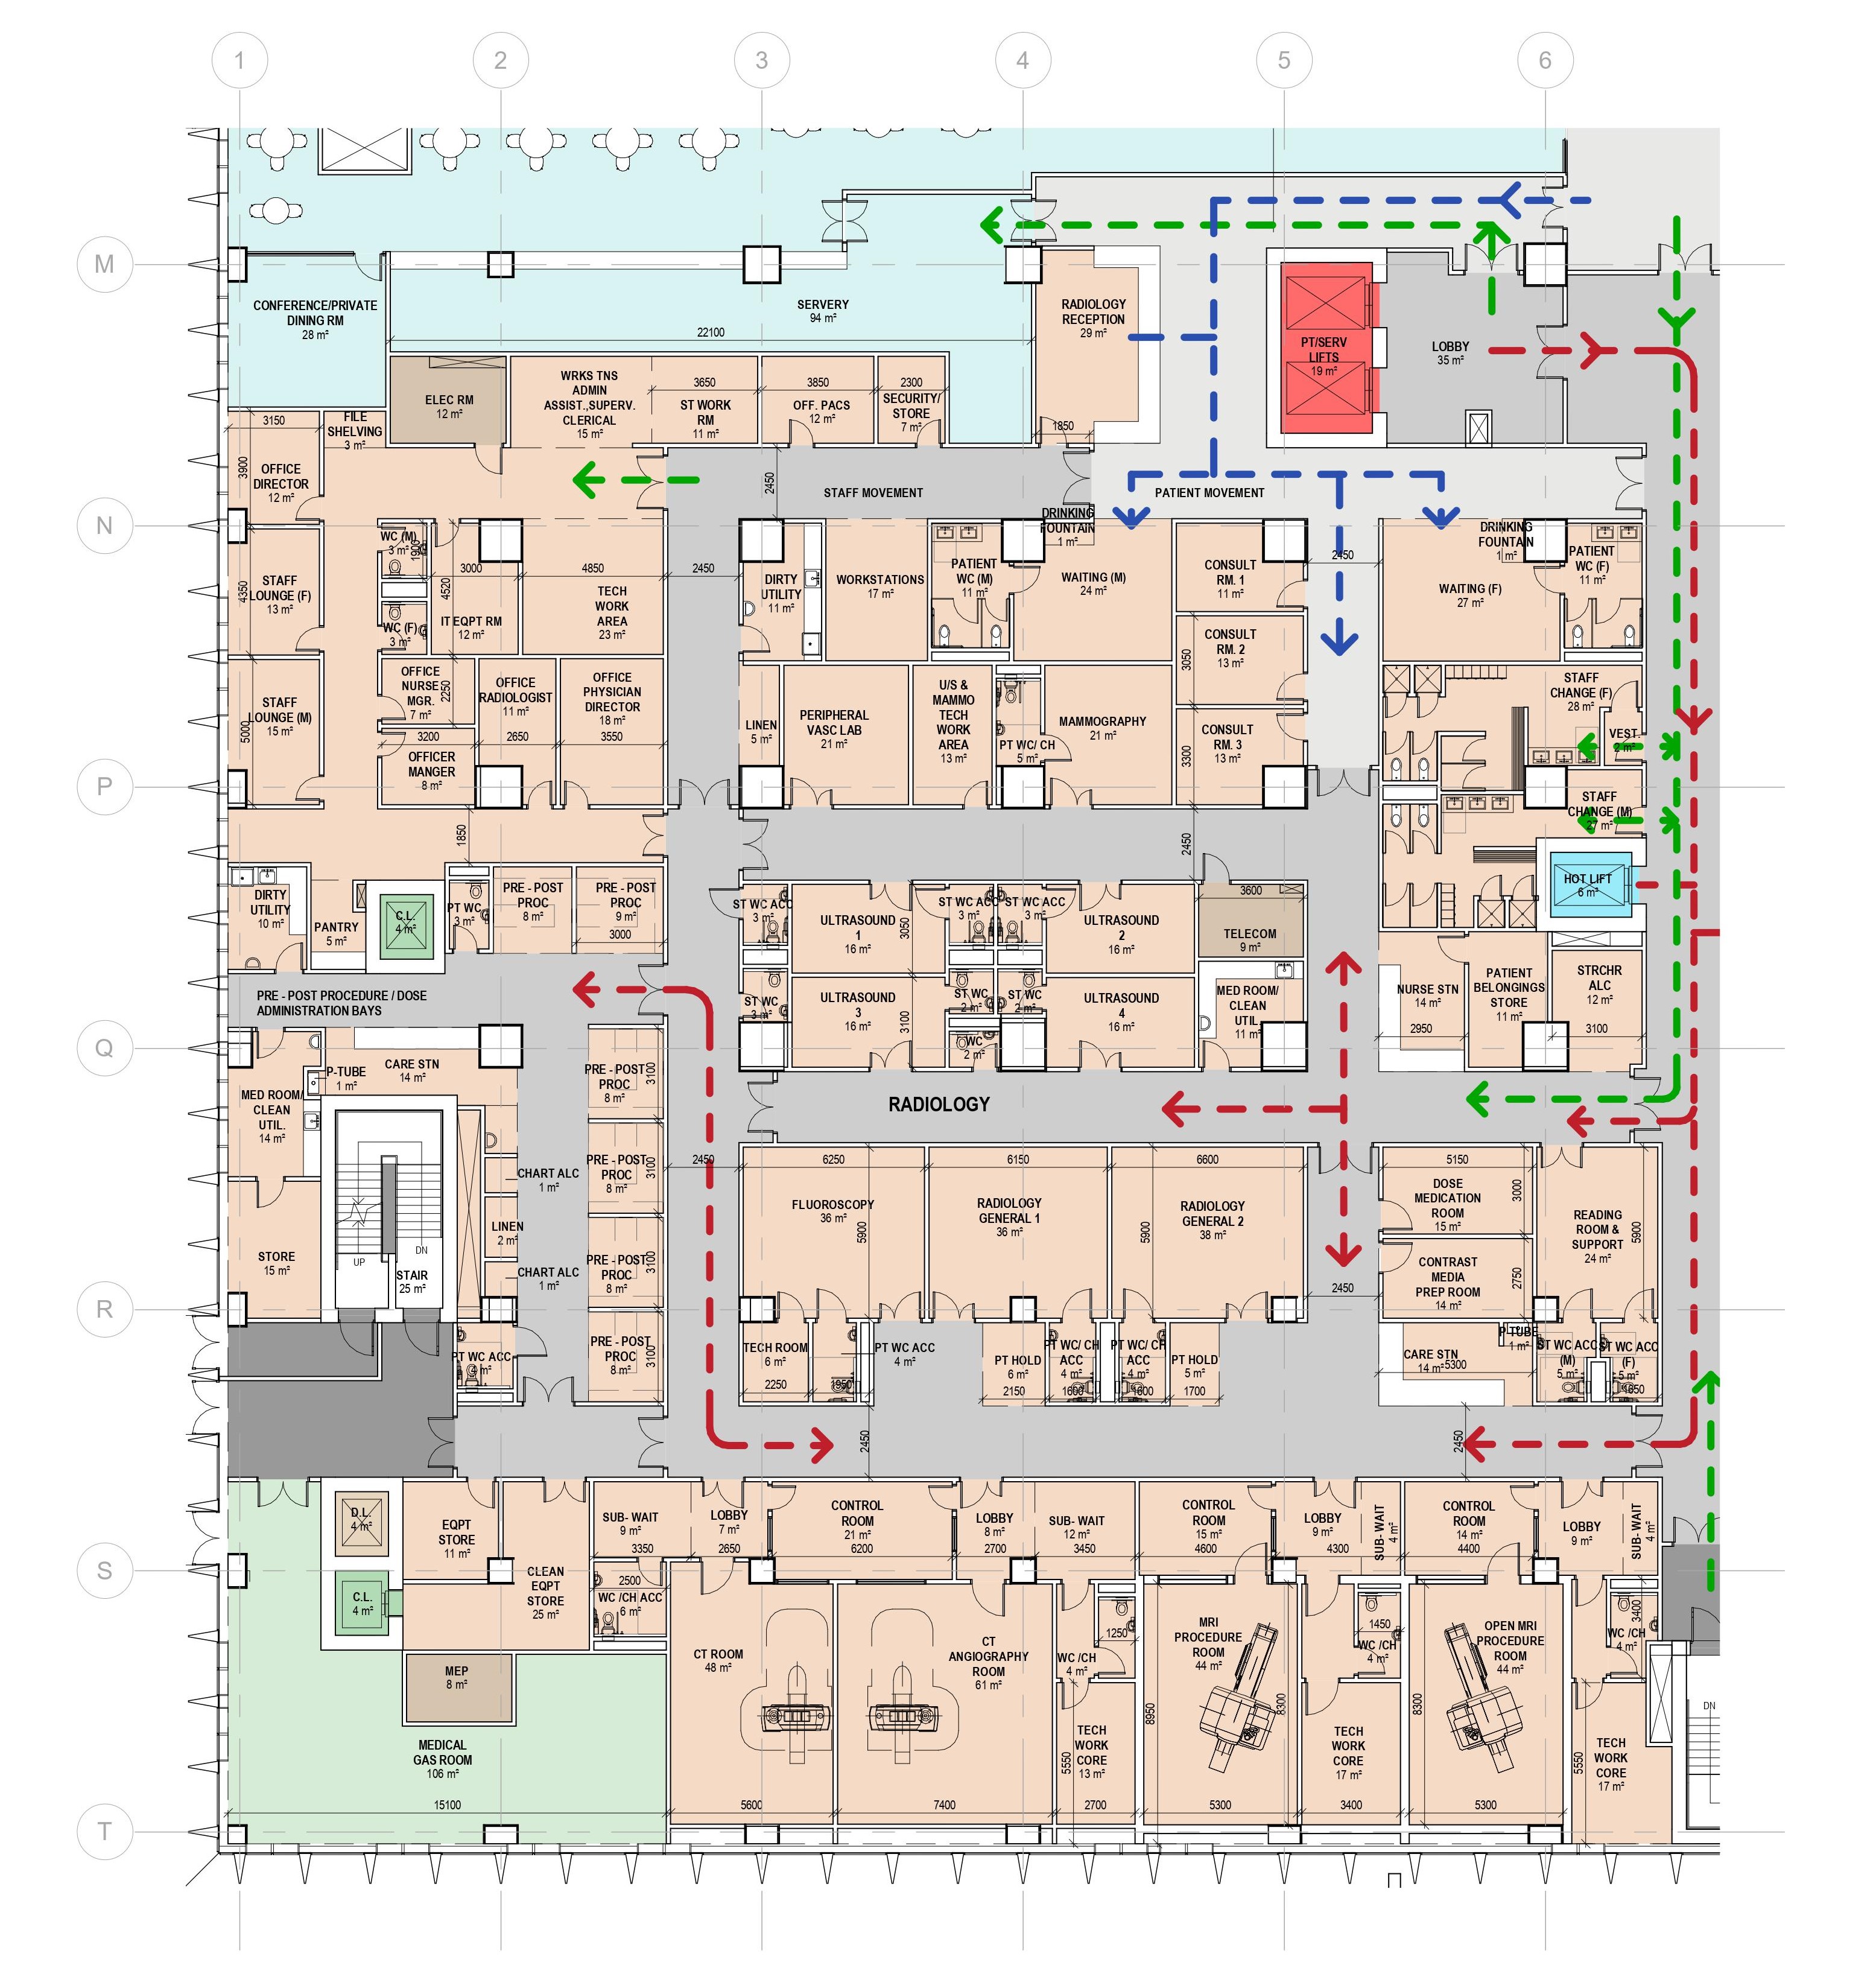 1
2
3
4
5
6
M
N
P
Q
R
S
T
CONFERENCE/PRIVATE
DINING RM
28 m²
SERVERY
94 m²
22100
RADIOLOGY
RECEPTION
29 m²
1850
PT/SERV
LIFTS
19 m²
LOBBY
35 m²
ELEC RM
12 m²
WRKS TNS
ADMIN
ASSIST.,SUPERV.
CLERICAL
15 m²
3650
ST WORK
RM
11 m²
3850
OFF. PACS
12 m²
2300
SECURITY/
STORE
7 m²
FILE
SHELVING
3 m²
3150
3900
OFFICE
DIRECTOR
12 m²
STAFF MOVEMENT
2450
PATIENT MOVEMENT
STAFF
LOUNGE (F)
13 m²
4350
WC (M)
3 m²
1900
WC (F)
3 m²
3000
4520
IT EQPT RM
12 m²
4850
TECH
WORK
AREA
23 m²
2450
DIRTY
UTILITY
11 m²
WORKSTATIONS
17 m²
PATIENT
WC (M)
11 m²
DRINKING
FOUNTAIN
1 m²
WAITING (M)
24 m²
CONSULT
RM. 1
11 m²
2450
CONSULT
RM. 2
13 m²
3050
CONSULT
RM. 3
13 m²
3300
DRINKING
FOUNTAIN
1 m²
WAITING (F)
27 m²
PATIENT
WC (F)
11 m²
STAFF
LOUNGE (M)
15 m²
5000
OFFICE
NURSE
MGR.
7 m²
2250
3200
OFFICER
MANGER
8 m²
OFFICE
RADIOLOGIST
11 m²
2650
OFFICE
PHYSICIAN
DIRECTOR
18 m²
3550
LINEN
5 m²
PERIPHERAL
VASC LAB
21 m²
U/S &
MAMMO
TECH
WORK
AREA
13 m²
PT WC/ CH
5 m²
MAMMOGRAPHY
21 m²
STAFF
CHANGE (F)
28 m²
VEST.
2 m²
STAFF
CHANGE (M)
27 m²
HOT LIFT
6 m²
1850
2450
DIRTY
UTILITY
10 m²
PANTRY
5 m²
C.L.
4 m²
PT WC
3 m²
PRE - POST
PROC
8 m²
PRE - POST
PROC
9 m²
3000
PRE - POST PROCEDURE / DOSE
ADMINISTRATION BAYS
ST WC ACC
3 m²
ULTRASOUND
1
16 m²
3050
ST WC ACC
3 m²
ST WC ACC
3 m²
ULTRASOUND
2
16 m²
3600
TELECOM
9 m²
ST WC
3 m²
ULTRASOUND
3
16 m²
3100
ST WC
2 m²
ST WC
2 m²
WC
2 m²
ULTRASOUND
4
16 m²
MED ROOM/
CLEAN
UTIL.
11 m²
NURSE STN
14 m²
2950
PATIENT
BELONGINGS
STORE
11 m²
STRCHR
ALC
12 m²
3100
CARE STN
14 m²
P-TUBE
1 m²
MED ROOM/
CLEAN
UTIL.
14 m²
PRE - POST
PROC
8 m²
3100
RADIOLOGY
STORE
15 m²
UP
DN
STAIR
25 m²
CHART ALC
1 m²
LINEN
2 m²
CHART ALC
1 m²
PRE - POST
PROC
8 m²
3100
PRE - POST
PROC
8 m²
3100
PRE - POST
PROC
8 m²
3100
2450
6250
FLUOROSCOPY
36 m²
5900
6150
RADIOLOGY
GENERAL 1
36 m²
6600
RADIOLOGY
GENERAL 2
38 m²
5900
2450
5150
DOSE
MEDICATION
ROOM
15 m²
3000
CONTRAST
MEDIA
PREP ROOM
14 m²
2750
READING
ROOM &
SUPPORT
24 m²
5900
PT WC ACC
4 m²
TECH ROOM
6 m²
2250
1950
PT WC ACC
4 m²
PT HOLD
6 m²
2150
PT WC/ CH
ACC
4 m²
1600
PT WC/ CH
ACC
4 m²
1600
PT HOLD
5 m²
1700
CARE STN
14 m²
5300
P-TUBE
1 m²
ST WC ACC
(M)
5 m²
ST WC ACC
(F)
5 m²
1650
2450
2450
D.L.
4 m²
C.L.
4 m²
EQPT
STORE
11 m²
CLEAN
EQPT
STORE
25 m²
SUB- WAIT
9 m²
3350
LOBBY
7 m²
2650
CONTROL
ROOM
21 m²
6200
LOBBY
8 m²
2700
SUB- WAIT
12 m²
3450
CONTROL
ROOM
15 m²
4600
LOBBY
9 m²
4300
SUB- WAIT
4 m²
CONTROL
ROOM
14 m²
4400
LOBBY
9 m²
SUB- WAIT
4 m²
2500
WC /CH ACC
6 m²
MEP
8 m²
MEDICAL
GAS ROOM
106 m²
15100
CT ROOM
48 m²
5600
CT
ANGIOGRAPHY
ROOM
61 m²
7400
1250
WC /CH
4 m²
TECH
WORK
CORE
13 m²
5550
2700
MRI
PROCEDURE
ROOM
44 m²
8950
8300
5300
1450
WC /CH
4 m²
TECH
WORK
CORE
17 m²
3400
OPEN MRI
PROCEDURE
ROOM
44 m²
8300
5300
3400
WC /CH
4 m²
TECH
WORK
CORE
17 m²
5550
DN